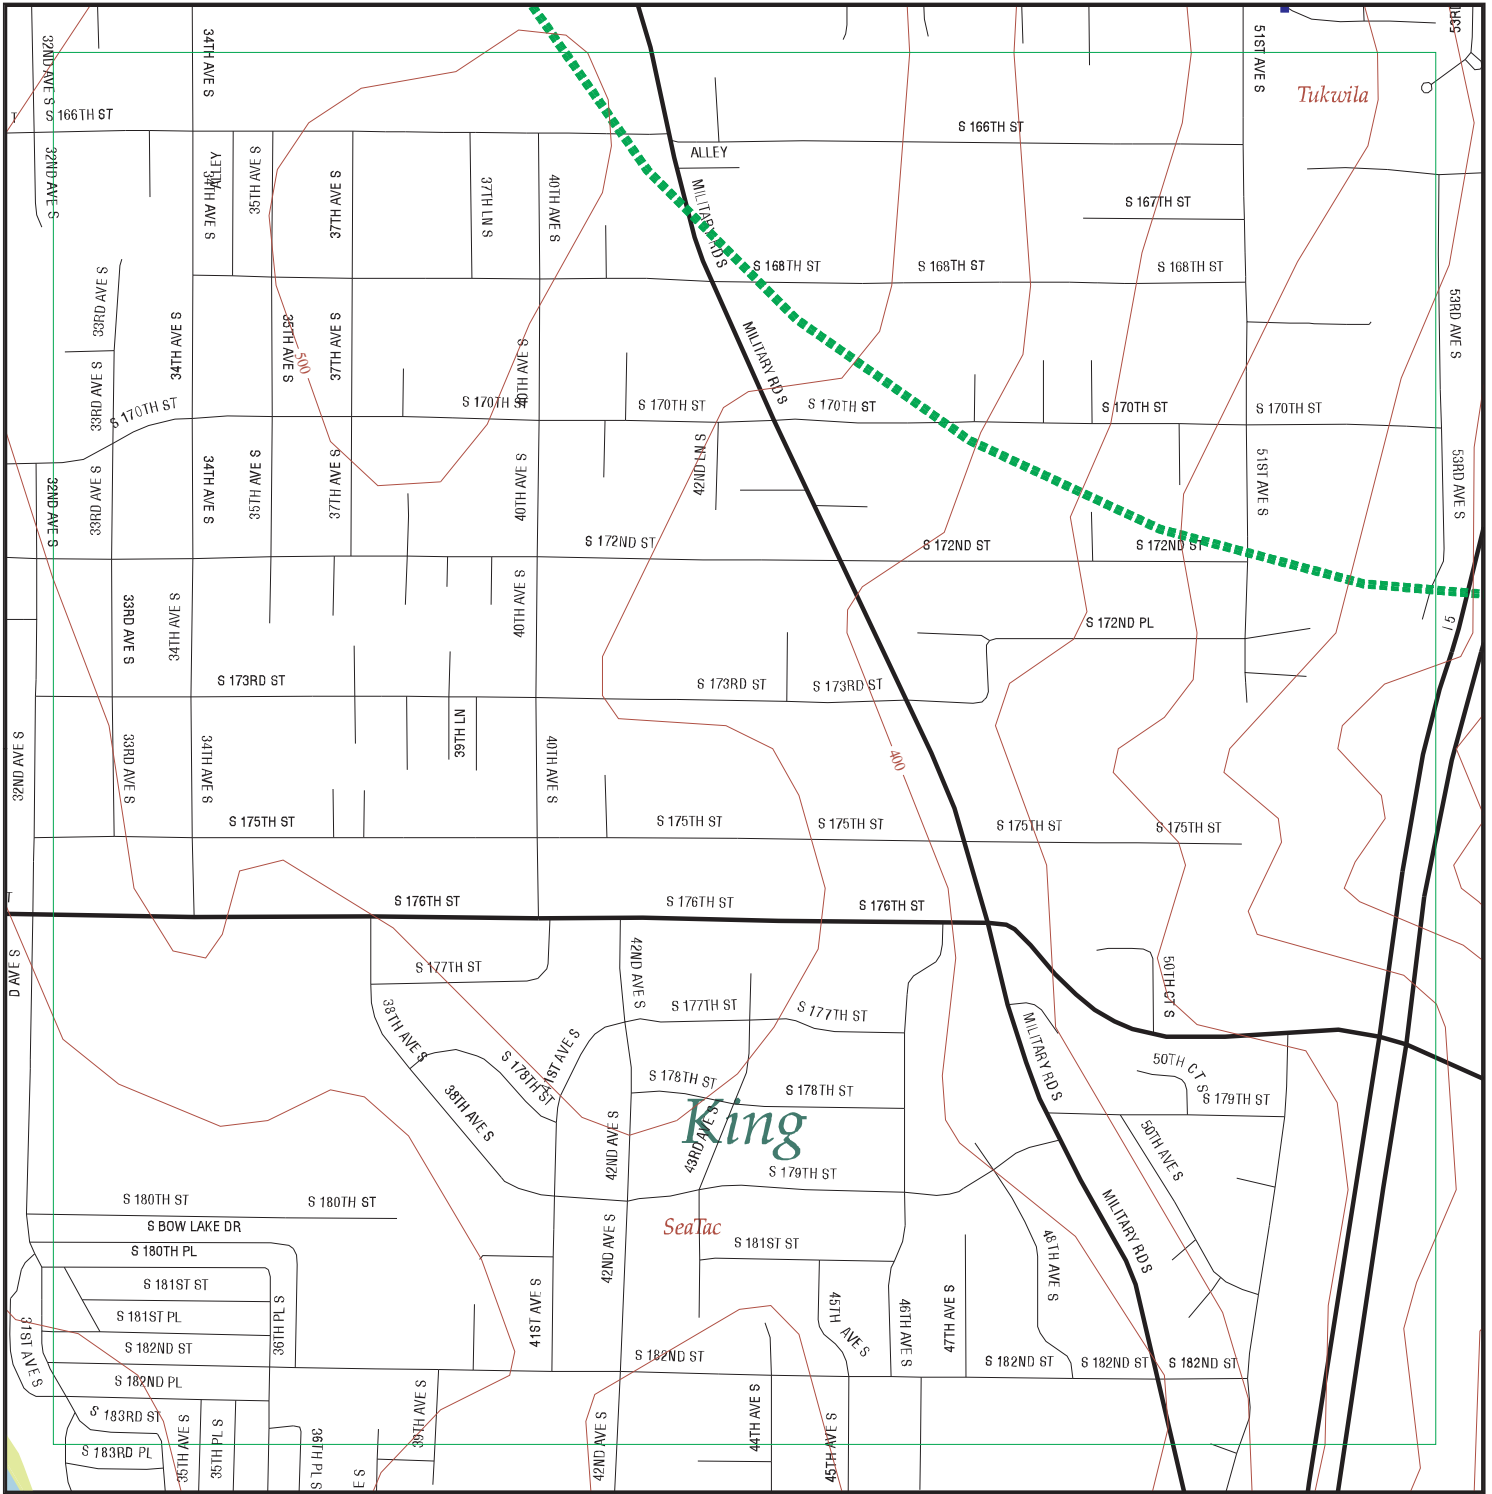 32ND AVE S
34TH AVE S
51ST AVE S
Tukwila
T
S 166TH ST
S 166TH ST
ALLEY
32ND AVE S
ALLEY
34TH AVE S
35TH AVE S
37TH AVE S
37TH LN S
40TH AVE S
MILITARY RD S
S 167TH ST
S 168TH ST
S 168TH ST
S 168TH ST
33RD AVE S
34TH AVE S
35TH AVE S
37TH AVE S
40TH AVE S
MILITARY RD S
53RD AVE S
500
33RD AVE S
S 170TH ST
S 170TH ST
S 170TH ST
S 170TH ST
S 170TH ST
S 170TH ST
32ND AVE S
33RD AVE S
34TH AVE S
35TH AVE S
37TH AVE S
40TH AVE S
42ND LN S
51ST AVE S
53RD AVE S
S 172ND ST
S 172ND ST
S 172ND ST
33RD AVE S
34TH AVE S
40TH AVE S
S 172ND PL
I 5
S 173RD ST
S 173RD ST
S 173RD ST
32ND AVE S
33RD AVE S
34TH AVE S
39TH LN
40TH AVE S
400
S 175TH ST
S 175TH ST
S 175TH ST
S 175TH ST
S 175TH ST
T
S 176TH ST
S 176TH ST
S 176TH ST
D AVE S
S 177TH ST
42ND AVE S
S 177TH ST
S 177TH ST
50TH CT S
38TH AVE S
S 178TH ST
41ST AVE S
MILITARY RD S
50TH CT S
S 178TH ST
S 178TH ST
S 179TH ST
38TH AVE S
42ND AVE S
43RD AVE S
King
50TH AVE S
S 179TH ST
S 180TH ST
S 180TH ST
S BOW LAKE DR
SeaTac
S 180TH PL
42ND AVE S
S 181ST ST
48TH AVE S
MILITARY RD S
S 181ST ST
S 181ST PL
31ST AVE S
36TH PL S
41ST AVE S
45TH AVE S
46TH AVE S
47TH AVE S
S 182ND ST
S 182ND ST
S 182ND ST
S 182ND ST
S 182ND ST
S 182ND PL
S 183RD ST
S 183RD PL
35TH AVE S
35TH PL S
39TH PL S
E S
39TH AVE S
42ND AVE S
44TH AVE S
45TH AVE S